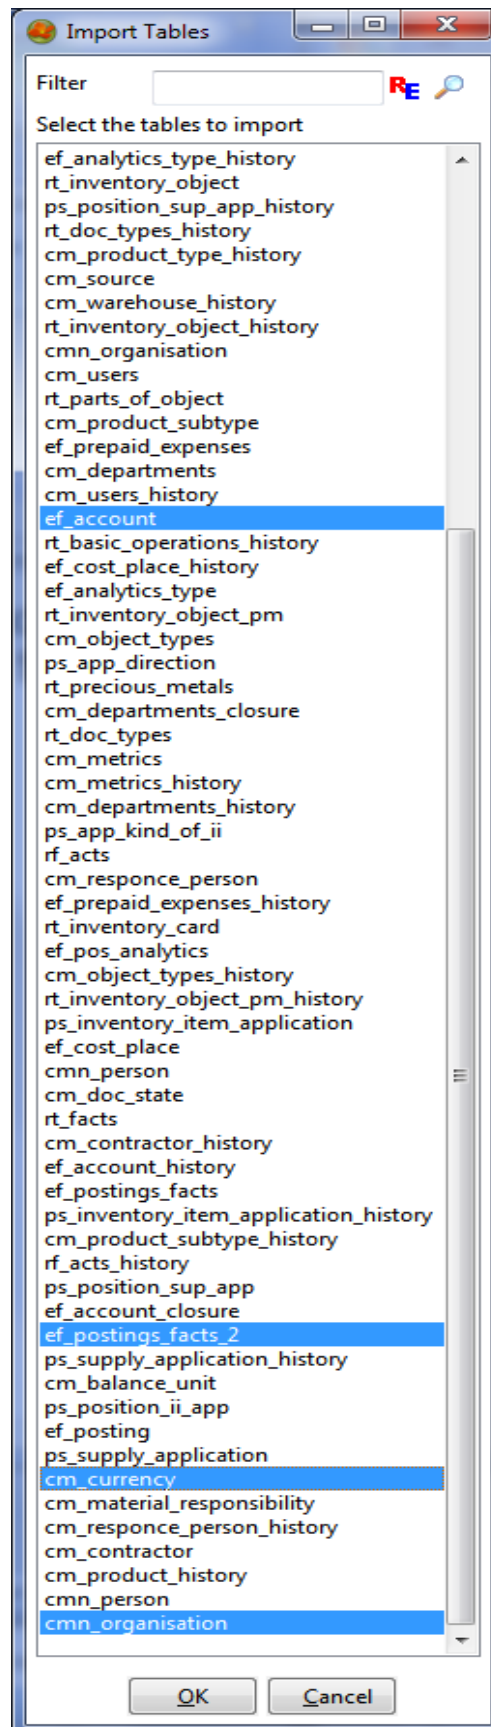 Import Tables
Filter
RE
Select the tables to import
ef_analytics_type_history
rt_inventory_object
ps_position_sup_app_history
rt_doc_types_history
cm_product_type_history
cm_source
cm_warehouse_history
rt_inventory_object_history
cmn_organisation
cm_users
rt_parts_of_object
cm_product_subtype
ef_prepaid_expenses
cm_departments
cm_users_history
ef_account
rt_basic_operations_history
ef_cost_place_history
ef_analytics_type
rt_inventory_object_pm
cm_object_types
ps_app_direction
rt_precious_metals
cm_departments_closure
rt_doc_types
cm_metrics
cm_metrics_history
cm_departments_history
ps_app_kind_of_ii
rf_acts
cm_responce_person
ef_prepaid_expenses_history
rt_inventory_card
ef_pos_analytics
cm_object_types_history
rt_inventory_object_pm_history
ps_inventory_item_application
ef_cost_place
cmn_person
cm_doc_state
rt_facts
cm_contractor_history
ef_account_history
ef_postings_facts
ps_inventory_item_application_history
cm_product_subtype_history
rf_acts_history
ps_position_sup_app
ef_account_closure
ef_postings_facts_2
ps_supply_application_history
cm_balance_unit
ps_position_ii_app
ef_posting
ps_supply_application
cm_currency
cm_material_responsibility
cm_responce_person_history
cm_contractor
cm_product_history
cmn_person
cmn_organisation
OK Cancel